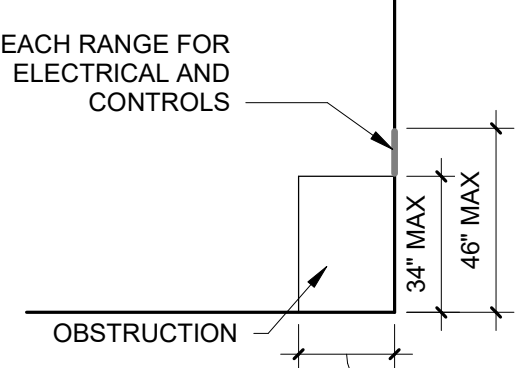 EACH RANGE FOR
ELECTRICAL AND
CONTROLS
34" MAX
46" MAX
OBSTRUCTION